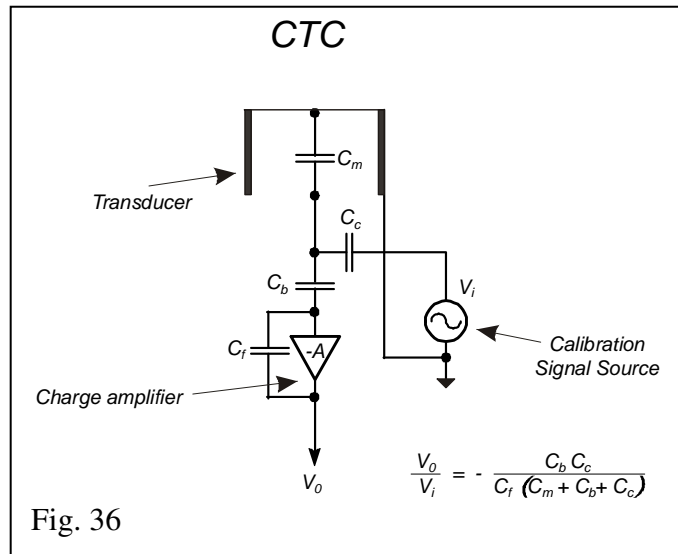 CTC
C_m
Transducer
C_c
C_b
V_i
C_f
-A
Calibration
Signal Source
Charge amplifier
V_0
V_0 / V_i = - C_b C_c / C_f (C_m + C_b + C_c)
Fig. 36